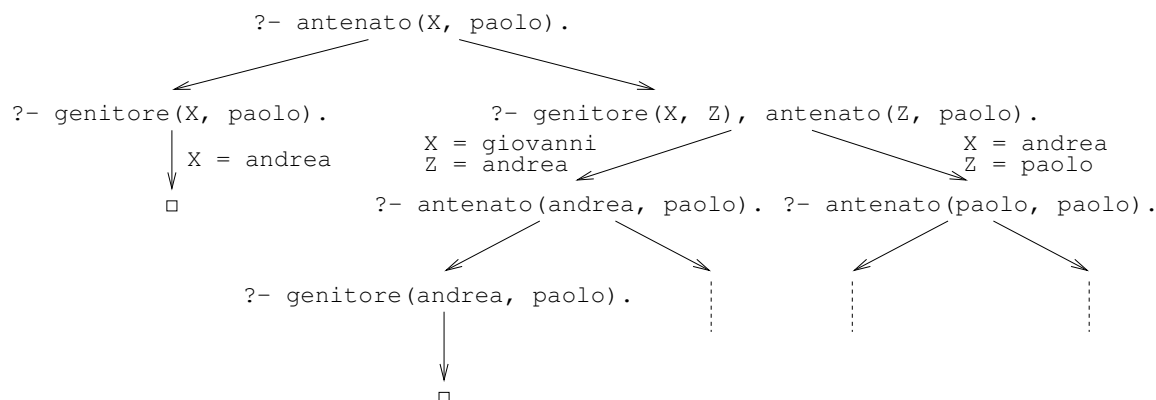 ?- antenato(X, paolo).
?- genitore(X, paolo).
?- genitore(X, Z), antenato(Z, paolo).
X = andrea
X = giovanni
Z = andrea
X = andrea
Z = paolo
?- antenato(andrea, paolo).
?- antenato(paolo, paolo).
?- genitore(andrea, paolo).